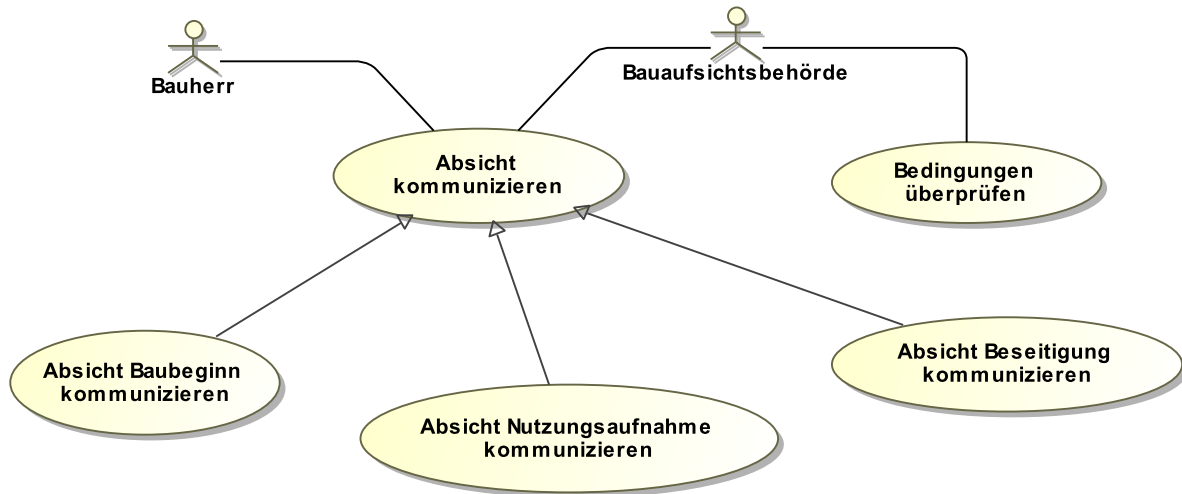 Bauherr
Bauaufsichtsbehörde
Absicht
kommunizieren
Bedingungen
überprüfen
Absicht Baubeginn
kommunizieren
Absicht Nutzungsaufnahme
kommunizieren
Absicht Beseitigung
kommunizieren